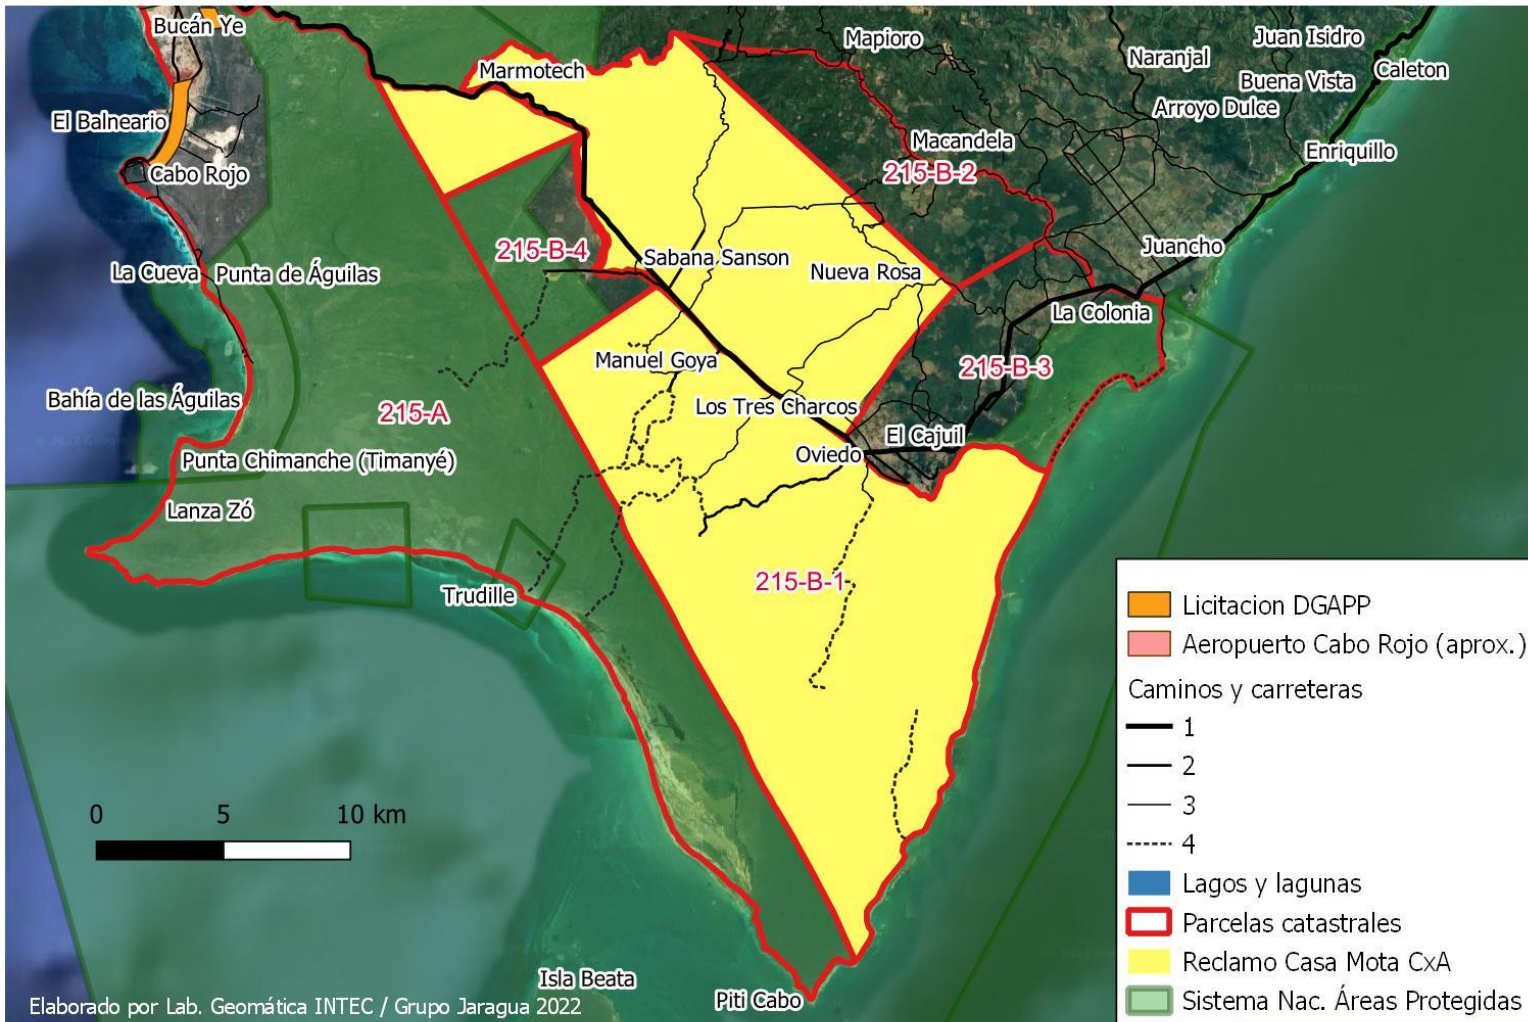 Bucán Ye
Mapioro
Juan Isidro
Naranjal
Marmotech
Buena Vista
Caleton
Arroyo Dulce
El Balneario
Macandela
Enriquillo
Cabo Rojo
215-B-2
215-B-4
Juancho
Sabana Sanson
La Cueva
Punta de Águilas
Nueva Rosa
La Colonia
Manuel Goya
215-B-3
Bahía de las Águilas
215-A
Los Tres Charcos
El Cajuil
Oviedo
Punta Chimanche (Timanyé)
Lanza Zó
215-B-1
Trudille
Licitacion DGAPP
Aeropuerto Cabo Rojo (aprox.)
Caminos y carreteras
1
2
3
4
Lagos y lagunas
Parcelas catastrales
Reclamo Casa Mota CxA
Sistema Nac. Áreas Protegidas
0 5 10 km
Isla Beata
Piti Cabo
Elaborado por Lab. Geomática INTEC / Grupo Jaragua 2022